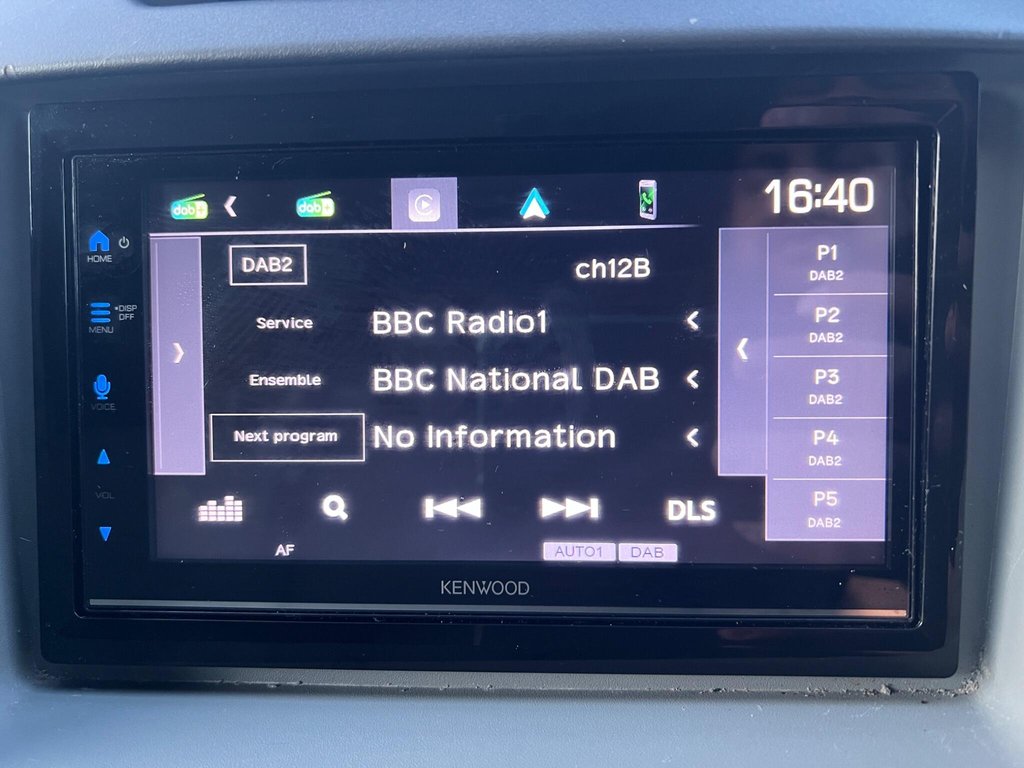 dab+ dab+ 16:40
HOME
DISP
OFF
MENU
VOICE
VOL
DAB2 ch12B
Service BBC Radio1
Ensemble BBC National DAB
Next program No Information
DLS
AF AUTO1 DAB
P1
DAB2
P2
DAB2
P3
DAB2
P4
DAB2
P5
DAB2
KENWOOD